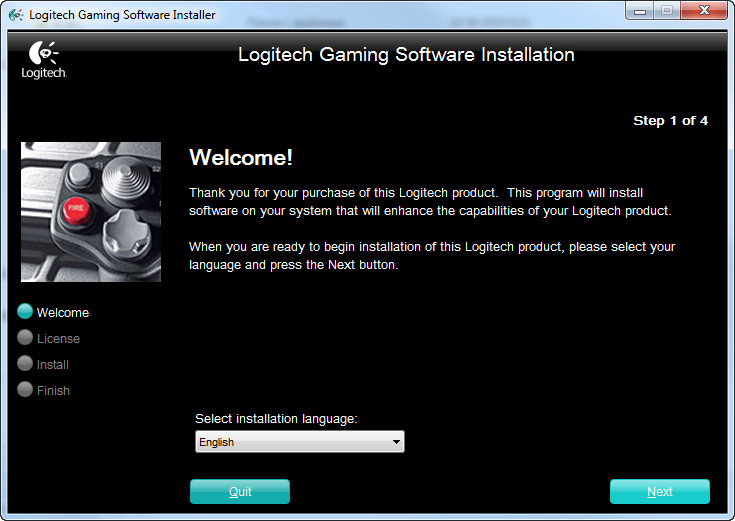 Logitech Gaming Software Installer
Logitech
Logitech Gaming Software Installation
Step 1 of 4
Welcome!
Thank you for your purchase of this Logitech product.  This program will install
software on your system that will enhance the capabilities of your Logitech product.
When you are ready to begin installation of this Logitech product, please select your
language and press the Next button.
S1
FIRE
Welcome
License
Install
Finish
Select installation language:
English
Quit
Next